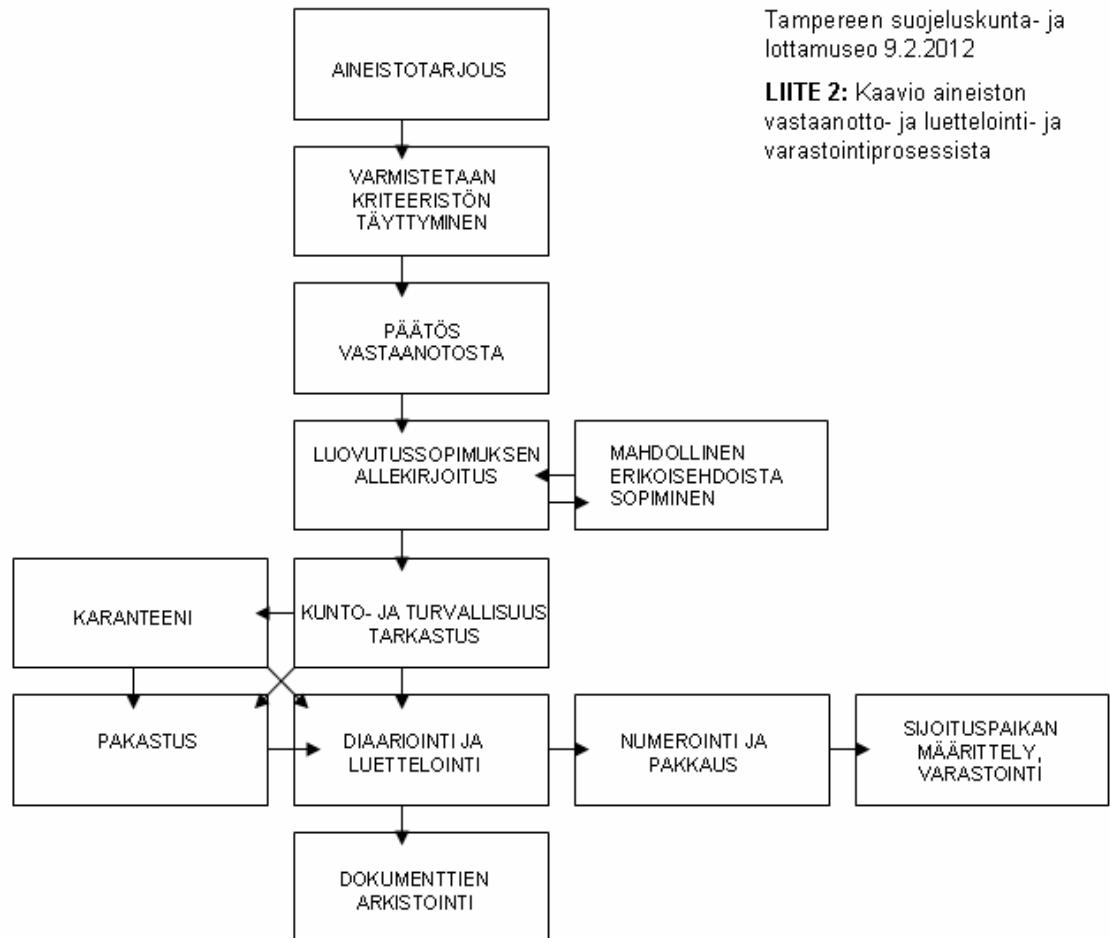 Tampereen suojeluskunta- ja
lottamuseo 9.2.2012
LIITE 2: Kaavio aineiston
vastaanotto- ja luettelointi- ja
varastointiprosessista
AINEISTOTARJOUS
VARMISTETAAN
KRITEERISTÖN
TÄYTTYMINEN
PÄÄTÖS
VASTAANOTOSTA
LUOVUTUSSOPIMUKSEN
ALLEKIRJOITUS
MAHDOLLINEN
ERIKOISEHDOISTA
SOPIMINEN
KARANTEENI
KUNTO- JA TURVALLISUUS
TARKASTUS
PAKASTUS
DIAARIOINTI JA
LUETTELOINTI
NUMEROINTI JA
PAKKAUS
SIJOITUSPAIKAN
MÄÄRITTELY,
VARASTOINTI
DOKUMENTTIEN
ARKISTOINTI